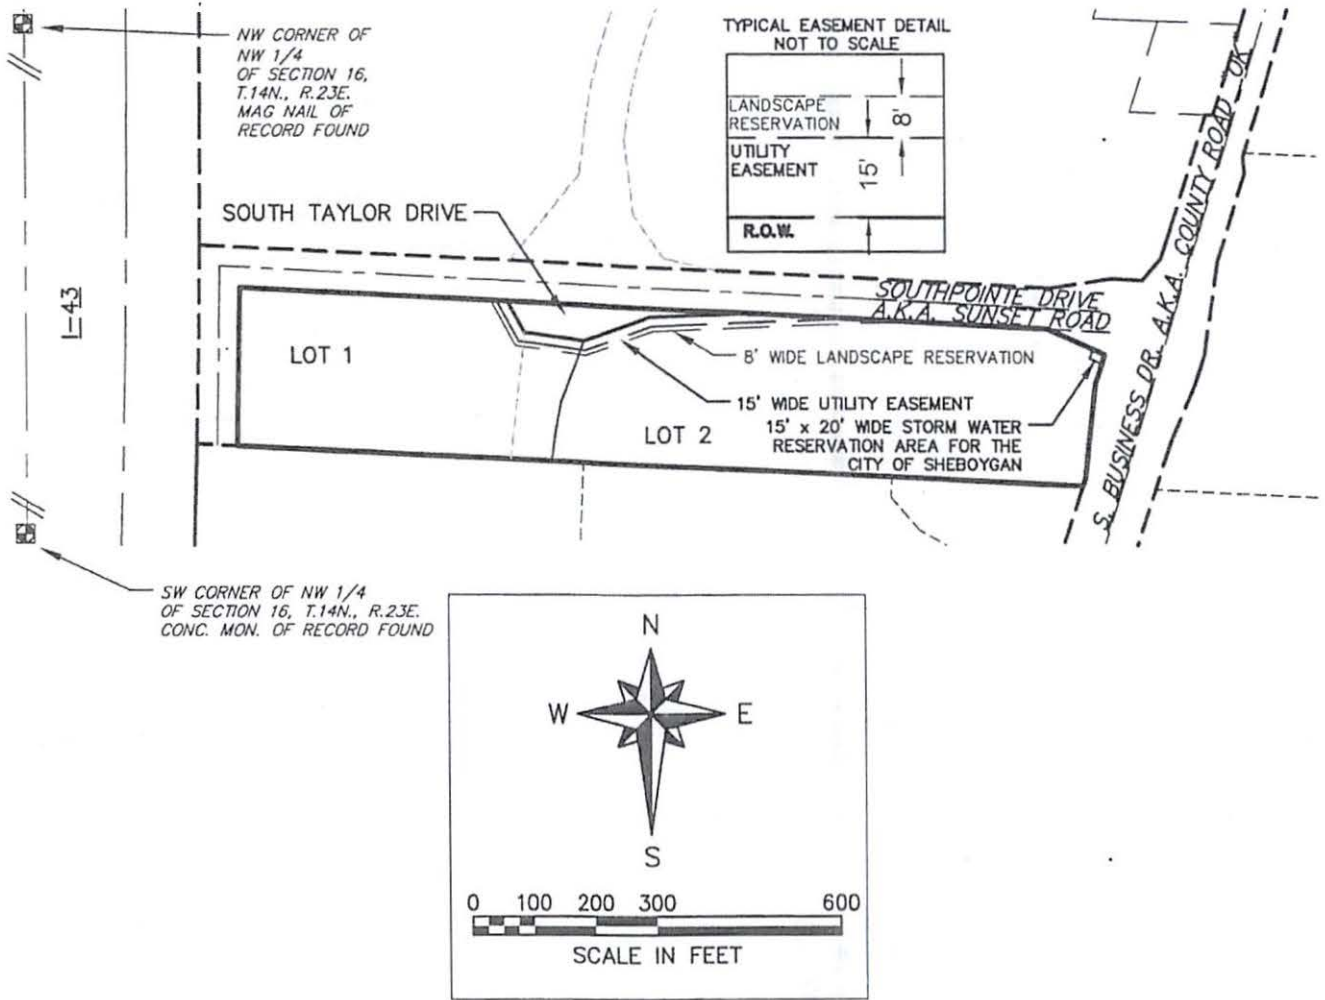 NW CORNER OF
NW 1/4
OF SECTION 16,
T.14N., R.23E.
MAG NAIL OF
RECORD FOUND
TYPICAL EASEMENT DETAIL
NOT TO SCALE
LANDSCAPE
RESERVATION
8'
UTILITY
EASEMENT
15'
R.O.W.
SOUTH TAYLOR DRIVE
I-43
SOUTHPOINTE DRIVE
A.K.A. SUNSET ROAD
S. BUSINESS DR. A.K.A. COUNTY ROAD "OK"
LOT 1
8' WIDE LANDSCAPE RESERVATION
15' WIDE UTILITY EASEMENT
LOT 2
15' x 20' WIDE STORM WATER
RESERVATION AREA FOR THE
CITY OF SHEBOYGAN
SW CORNER OF NW 1/4
OF SECTION 16, T.14N., R.23E.
CONC. MON. OF RECORD FOUND
N
W E
S
0 100 200 300 600
SCALE IN FEET